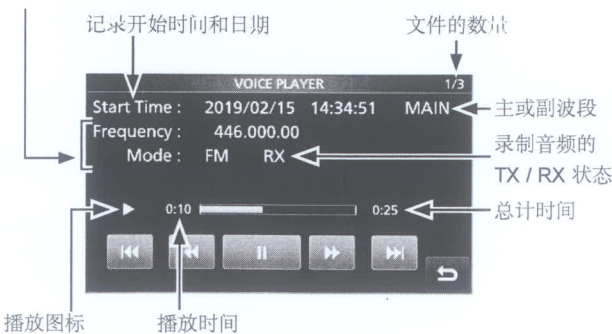 记录开始时间和日期
文件的数量
VOICE PLAYER 1/3
Start Time : 2019/02/15 14:34:51 MAIN
主或副波段
Frequency : 446.000.00
Mode : FM RX
录制音频的
TX / RX 状态
0:10 0:25
总计时间
播放图标
播放时间